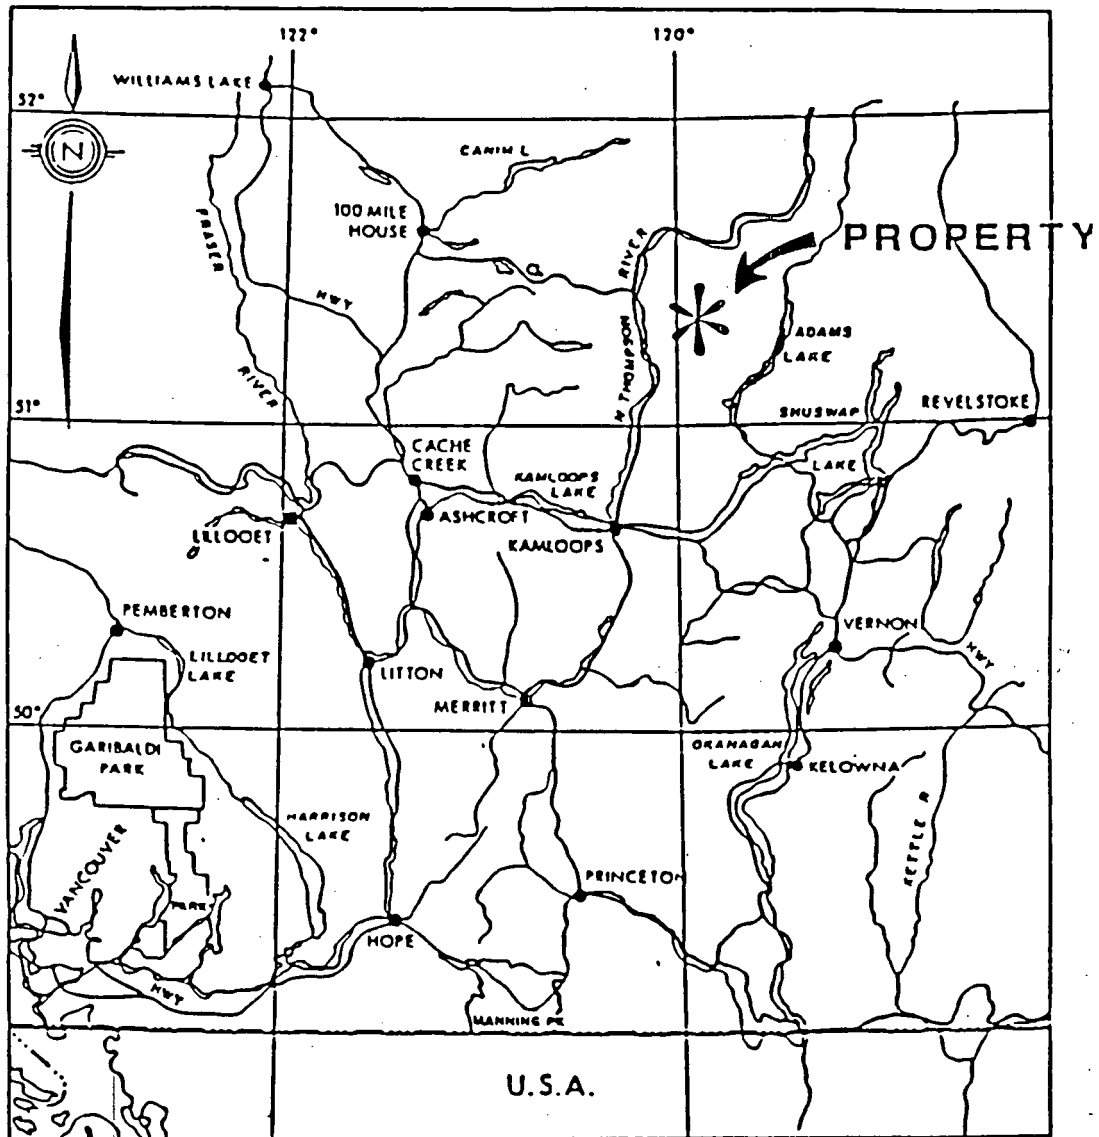 122°
120°
WILLIAMS LAKE
52°
N
CANIM L
100 MILE
HOUSE
FRASER
RIVER
PROPERTY
HWY
N THOMPSON
RIVER
ADAMS
LAKE
SHUSWAP
REVELSTOKE
51°
CACHE
CREEK
KAMLOOPS
LAKE
LAKE
LILLOOET
ASHCROFT
KAMLOOPS
PEMBERTON
VERNON
LILLOOET
LAKE
LITTON
HWY
MERRITT
50°
GARIBALDI
PARK
OKANAGAN
LAKE
KELOWNA
HARRISON
LAKE
KETTLE R
VANCOUVER
PARK
PRINCETON
HOPE
HWY
MANNING PK
U.S.A.